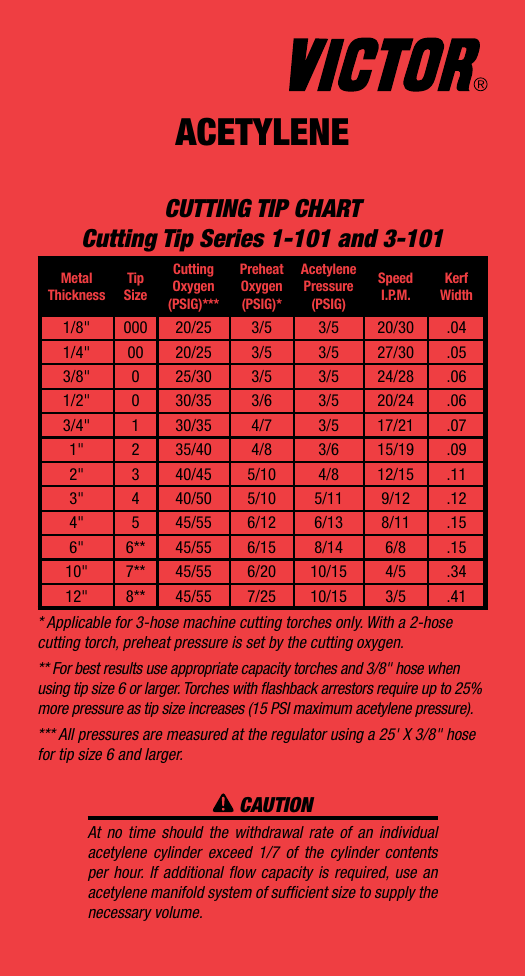 VICTOR®
ACETYLENE
CUTTING TIP CHART
Cutting Tip Series 1-101 and 3-101
Metal Thickness Tip Size Cutting Oxygen (PSIG)*** Preheat Oxygen (PSIG)* Acetylene Pressure (PSIG) Speed I.P.M. Kerf Width
1/8" 000 20/25 3/5 3/5 20/30 .04
1/4" 00 20/25 3/5 3/5 27/30 .05
3/8" 0 25/30 3/5 3/5 24/28 .06
1/2" 0 30/35 3/6 3/5 20/24 .06
3/4" 1 30/35 4/7 3/5 17/21 .07
1" 2 35/40 4/8 3/6 15/19 .09
2" 3 40/45 5/10 4/8 12/15 .11
3" 4 40/50 5/10 5/11 9/12 .12
4" 5 45/55 6/12 6/13 8/11 .15
6" 6** 45/55 6/15 8/14 6/8 .15
10" 7** 45/55 6/20 10/15 4/5 .34
12" 8** 45/55 7/25 10/15 3/5 .41
* Applicable for 3-hose machine cutting torches only. With a 2-hose
cutting torch, preheat pressure is set by the cutting oxygen.
** For best results use appropriate capacity torches and 3/8" hose when
using tip size 6 or larger. Torches with flashback arrestors require up to 25%
more pressure as tip size increases (15 PSI maximum acetylene pressure).
*** All pressures are measured at the regulator using a 25' X 3/8" hose
for tip size 6 and larger.
CAUTION
At no time should the withdrawal rate of an individual
acetylene cylinder exceed 1/7 of the cylinder contents
per hour. If additional flow capacity is required, use an
acetylene manifold system of sufficient size to supply the
necessary volume.